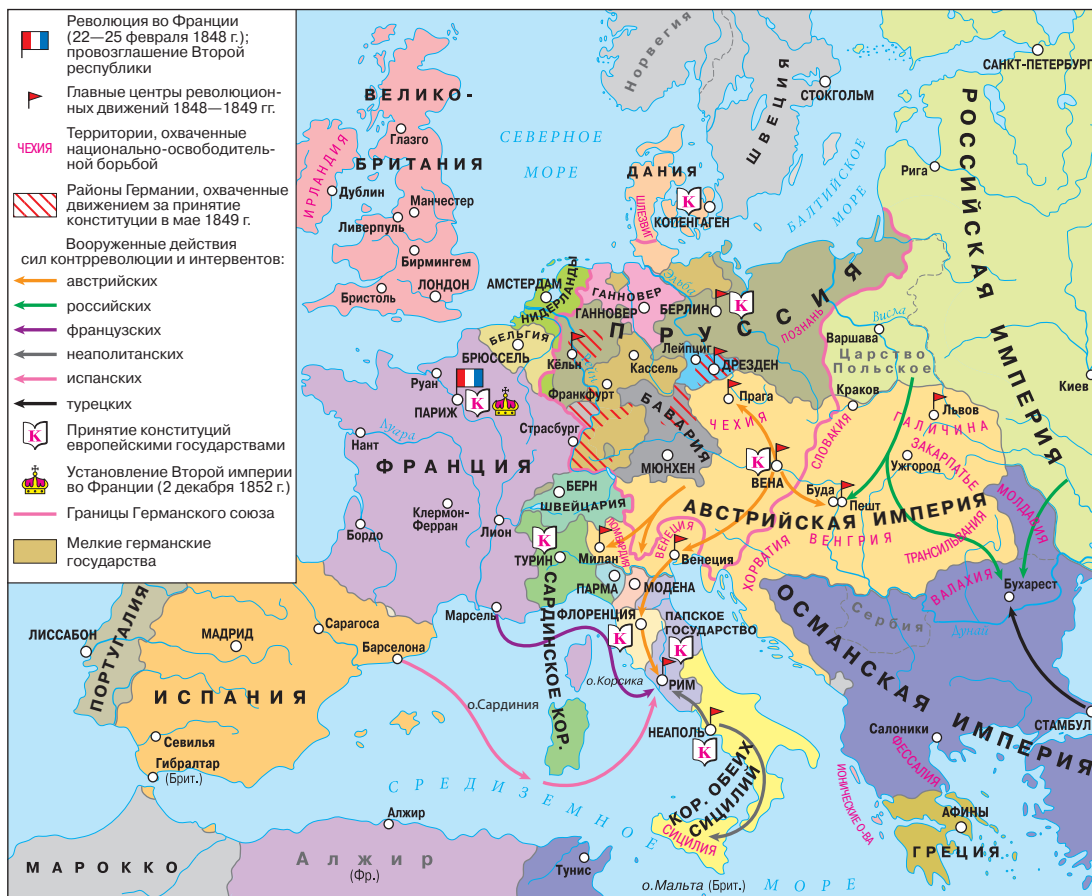 Революция во Франции
(22—25 февраля 1848 г.);
провозглашение Второй
республики
Главные центры революцион-
ных движений 1848—1849 гг.
ЧЕХИЯ
Территории, охваченные
национально-освободитель-
ной борьбой
Районы Германии, охваченные
движением за принятие
конституции в мае 1849 г.
Вооруженные действия
сил контрреволюции и интервентов:
австрийских
российских
французских
неаполитанских
испанских
турецких
К
Принятие конституций
европейскими государствами
Установление Второй империи
во Франции (2 декабря 1852 г.)
Границы Германского союза
Мелкие германские
государства
Норвегия
ШВЕЦИЯ
СТОКГОЛЬМ
САНКТ-ПЕТЕРБУРГ
РОССИЙСКАЯ
ИМПЕРИЯ
Рига
Киев
ВЕЛИКО-
БРИТАНИЯ
Глазго
ИРЛАНДИЯ
Дублин
Манчестер
Ливерпуль
Бирмингем
Бристоль
ЛОНДОН
СЕВЕРНОЕ
МОРЕ
ДАНИЯ
К
КОПЕНГАГЕН
ШЛЕЗВИГ
БАЛТИЙСКОЕ
МОРЕ
АМСТЕРДАМ
НИДЕРЛАНДЫ
ГАННОВЕР
ГАННОВЕР
Эльба
БЕРЛИН
К
ПРУССИЯ
ПОЗНАНЬ
Висла
Варшава
Царство
Польское
БЕЛЬГИЯ
БРЮССЕЛЬ
Кёльн
Кассель
Лейпциг
ДРЕЗДЕН
Франкфурт
Прага
ЧЕХИЯ
Краков
Львов
ГАЛИЧИНА
Руан
ПАРИЖ
К
Страсбург
БАВАРИЯ
МЮНХЕН
К
ВЕНА
СЛОВАКИЯ
ЗАКАРПАТЬЕ
Ужгород
Буда
Пешт
МОЛДАВИЯ
Нант
Луара
ФРАНЦИЯ
Клермон-
Ферран
Лион
Бордо
Марсель
БЕРН
ШВЕЙЦАРИЯ
АВСТРИЙСКАЯ ИМПЕРИЯ
ВЕНГРИЯ
ТРАНСИЛЬВАНИЯ
ХОРВАТИЯ
К
ТУРИН
Милан
ЛОМБАРДИЯ
ВЕНЕЦИЯ
Венеция
ПАРМА
МОДЕНА
ФЛОРЕНЦИЯ
К
ПАПСКОЕ
ГОСУДАРСТВО
К
РИМ
САРДИНСКОЕ КОР.
о.Корсика
о.Сардиния
НЕАПОЛЬ
К
КОР. ОБЕИХ
СИЦИЛИЙ
СИЦИЛИЯ
ВАЛАХИЯ
Бухарест
Сербия
Дунай
ОСМАНСКАЯ ИМПЕРИЯ
СТАМБУЛ
Салоники
ФЕССАЛИЯ
ИОНИЧЕСКИЕ О-ВА
АФИНЫ
ГРЕЦИЯ
ПОРТУГАЛИЯ
ЛИССАБОН
МАДРИД
Сарагоса
Барселона
ИСПАНИЯ
Севилья
Гибралтар
(Брит.)
СРЕДИЗЕМНОЕ
МОРЕ
МАРОККО
Алжир
Алжир
(Фр.)
Тунис
о.Мальта (Брит.)